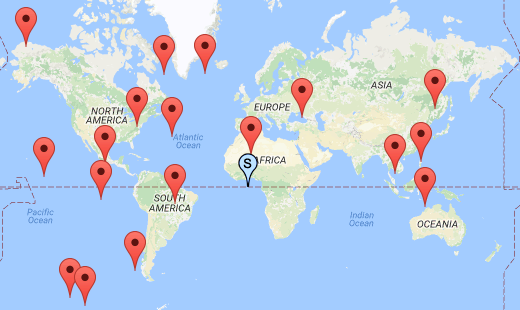 ASIA
EUROPE
NORTH
AMERICA
Atlantic
Ocean
AFRICA
S
SOUTH
AMERICA
Pacific
Ocean
Indian
Ocean
OCEANIA